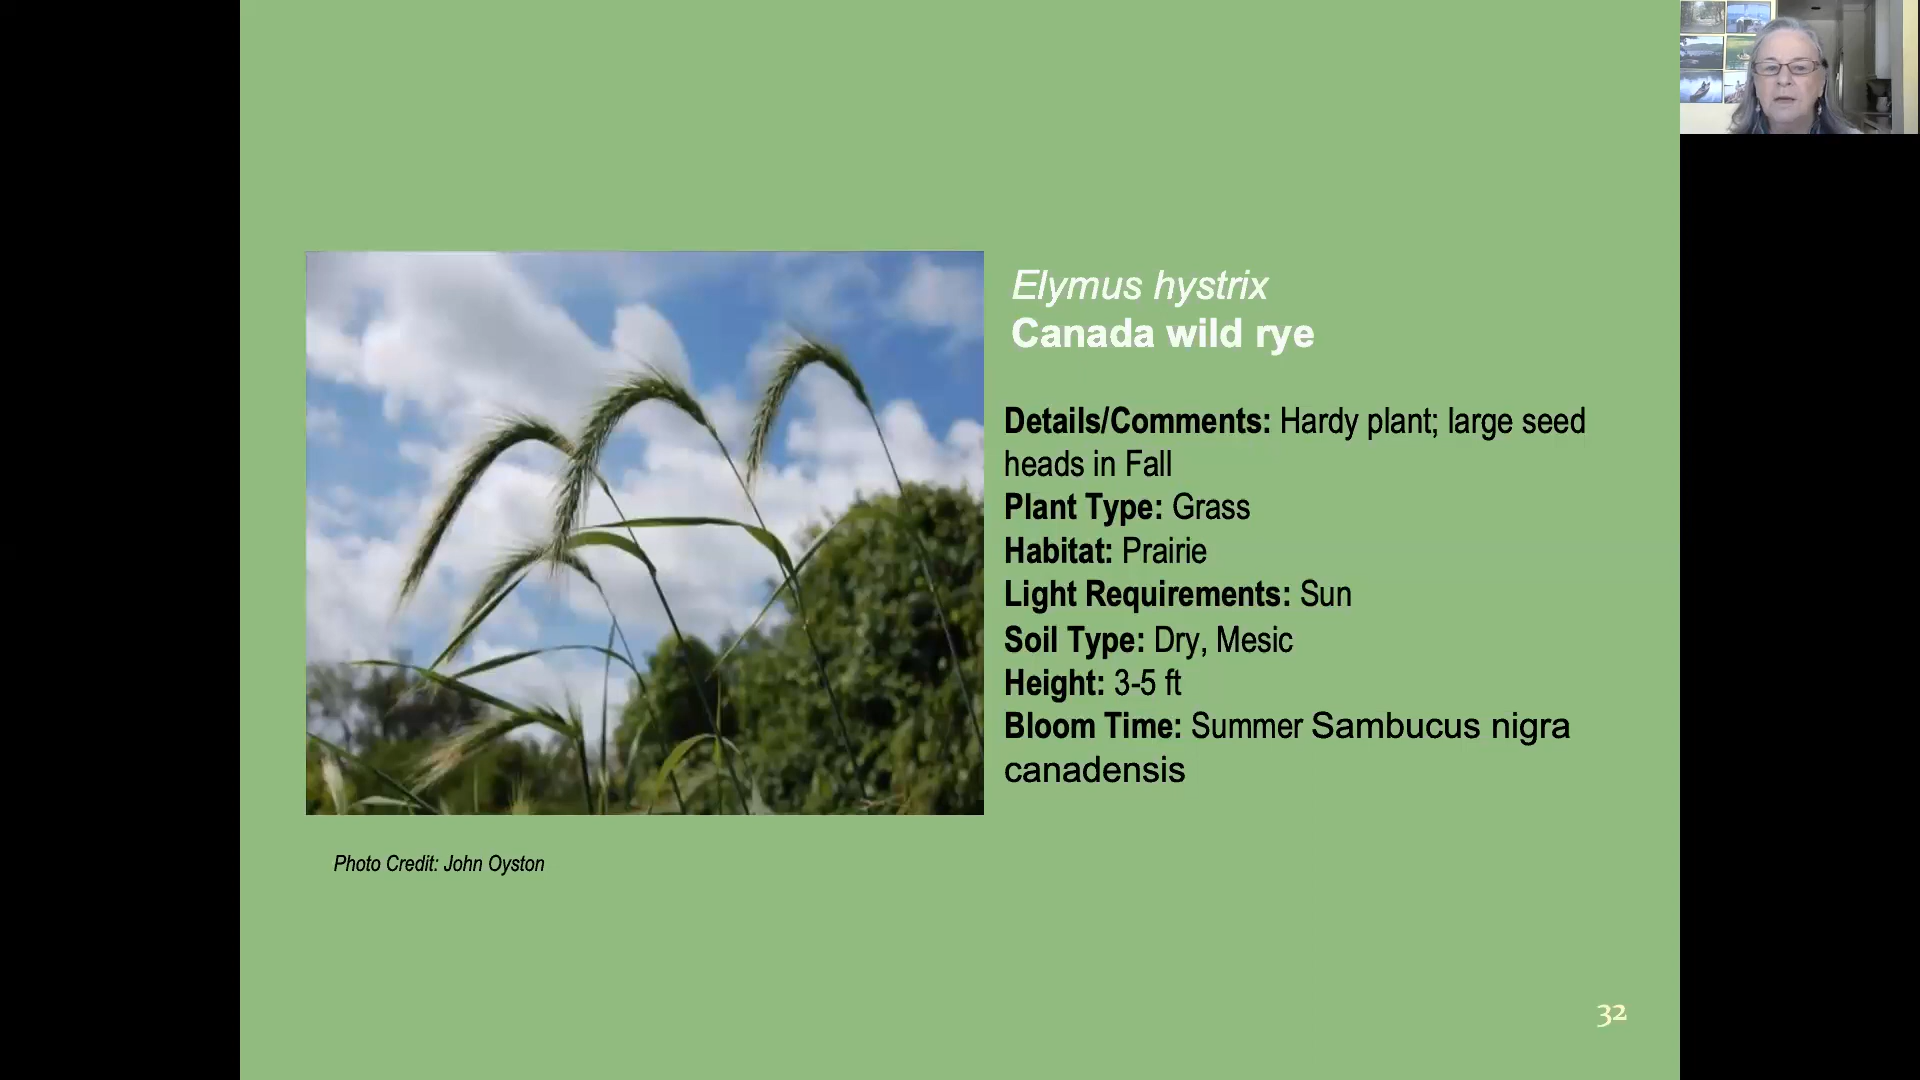 Elymus hystrix
Canada wild rye
Details/Comments: Hardy plant; large seed
heads in Fall
Plant Type: Grass
Habitat: Prairie
Light Requirements: Sun
Soil Type: Dry, Mesic
Height: 3-5 ft
Bloom Time: Summer Sambucus nigra
canadensis
Photo Credit: John Oyston
32